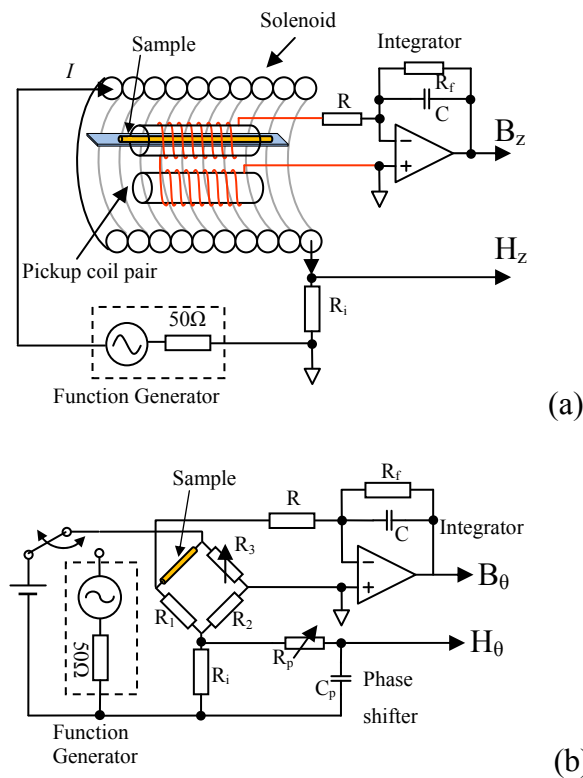 Solenoid
Sample
Integrator
I
R
R_f
C
−
+
B_z
H_z
Pickup coil pair
50Ω
R_i
Function Generator
(a)
Sample
R
R_f
C
Integrator
R_3
−
+
B_θ
R_1
R_2
H_θ
50Ω
R_i
R_p
C_p
Phase
shifter
Function
Generator
(b)